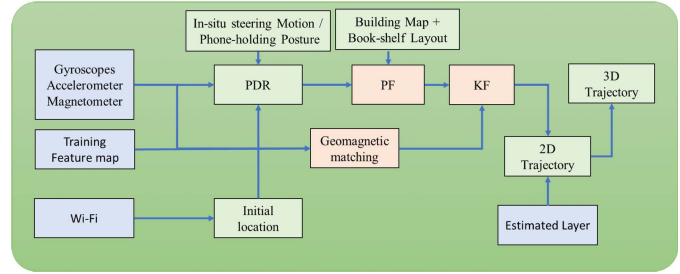 In-situ steering Motion /
Phone-holding Posture
Building Map +
Book-shelf Layout
Gyroscopes
Accelerometer
Magnetometer
PDR
PF
KF
3D
Trajectory
Training
Feature map
Geomagnetic
matching
2D
Trajectory
Wi-Fi
Initial
location
Estimated Layer